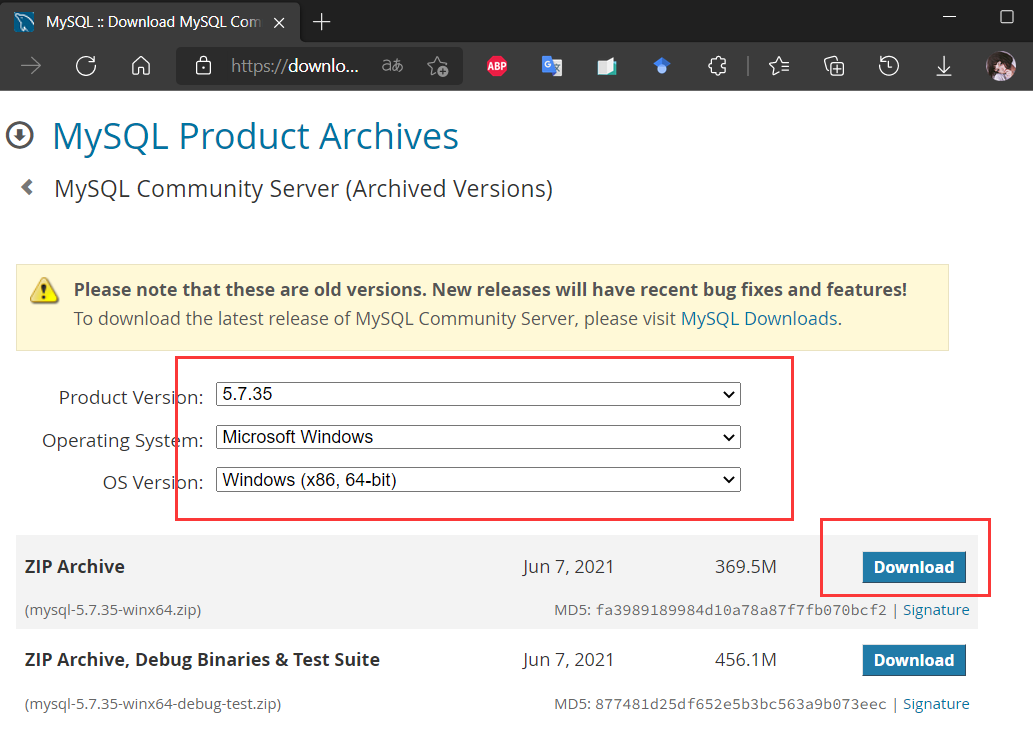 MySQL :: Download MySQL Com
https://downlo...
aあ
ABP
MySQL Product Archives
MySQL Community Server (Archived Versions)
Please note that these are old versions. New releases will have recent bug fixes and features!
To download the latest release of MySQL Community Server, please visit MySQL Downloads.
Product Version: 5.7.35
Operating System: Microsoft Windows
OS Version: Windows (x86, 64-bit)
ZIP Archive Jun 7, 2021 369.5M Download
(mysql-5.7.35-winx64.zip) MD5: fa3989189984d10a78a87f7fb070bcf2 | Signature
ZIP Archive, Debug Binaries & Test Suite Jun 7, 2021 456.1M Download
(mysql-5.7.35-winx64-debug-test.zip) MD5: 877481d25df652e5b3bc563a9b073eec | Signature